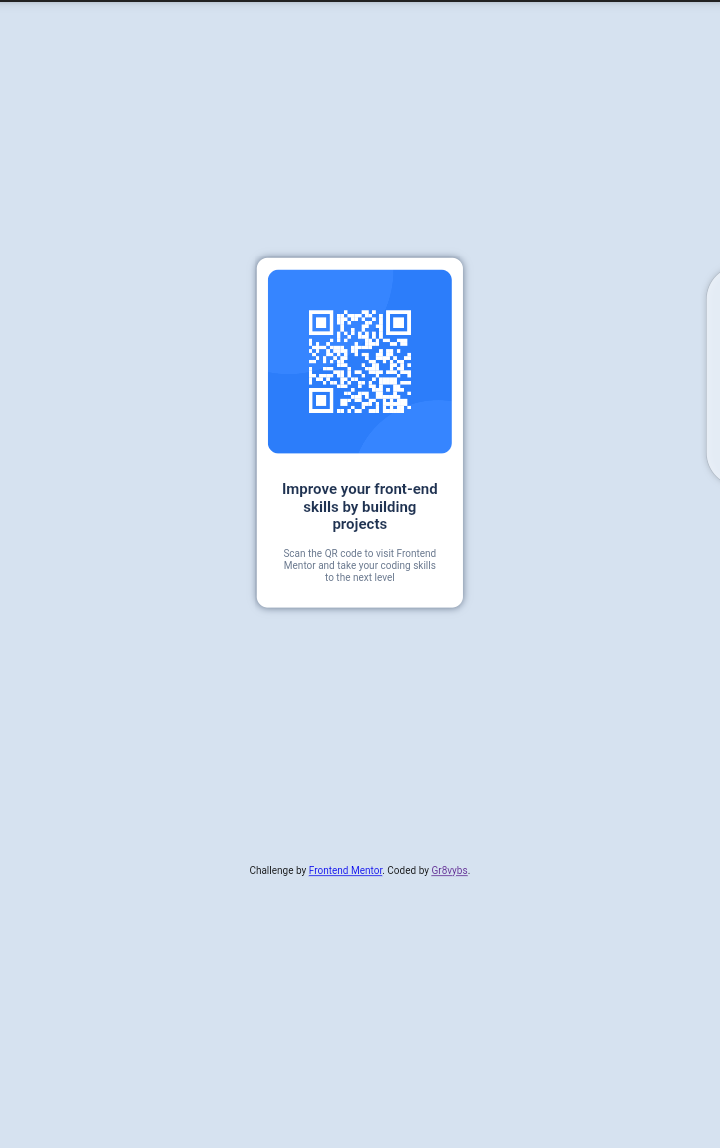 Improve your front-end
skills by building
projects
Scan the QR code to visit Frontend
Mentor and take your coding skills
to the next level
Challenge by Frontend Mentor. Coded by Gr8vybs.